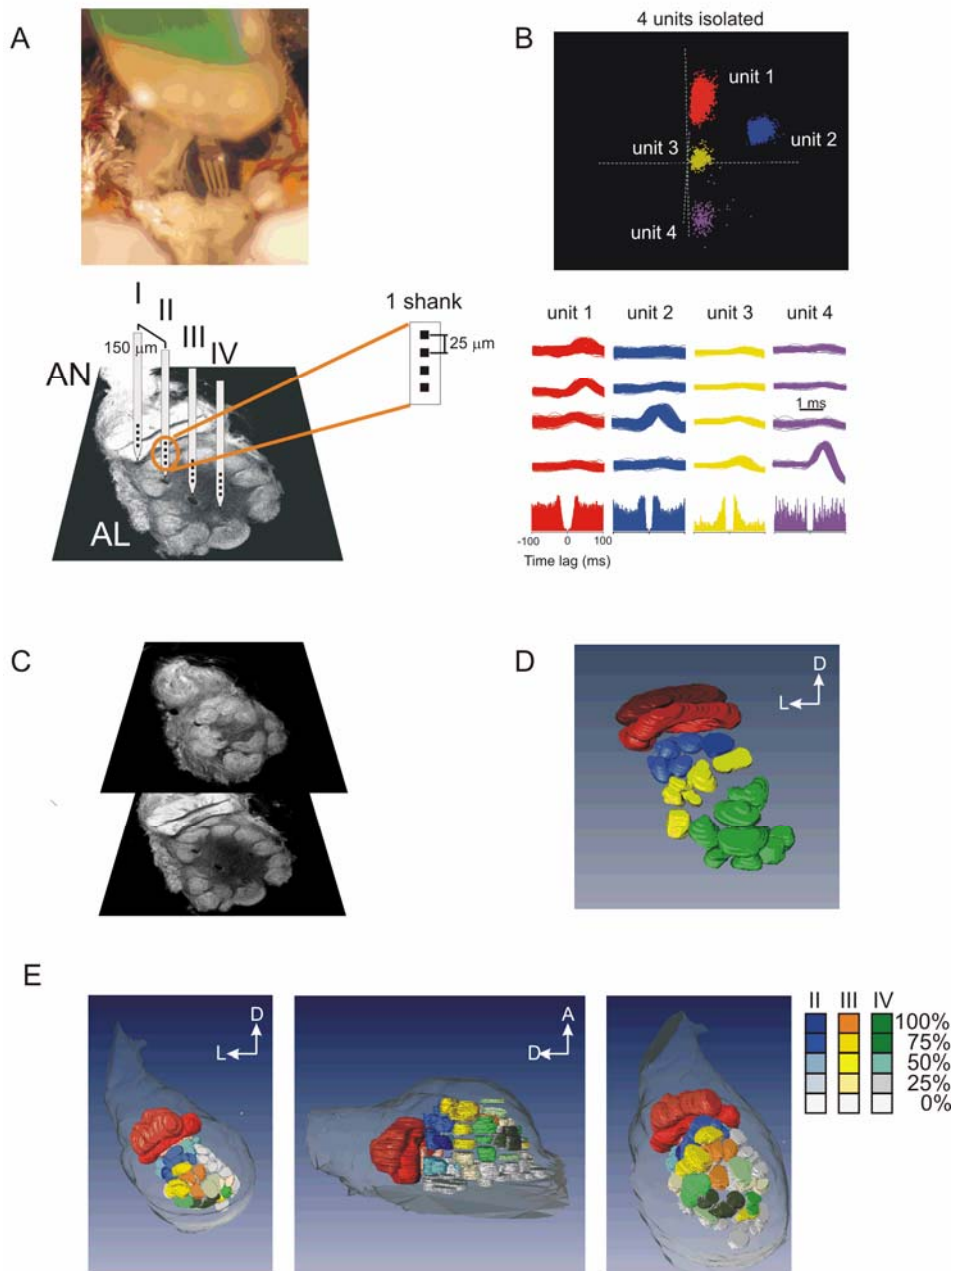 A
I
II
III
IV
150 μm
AN
AL
1 shank
25 μm
B
4 units isolated
unit 1
unit 2
unit 3
unit 4
unit 1 unit 2 unit 3 unit 4
1 ms
-100 0 100
Time lag (ms)
C
D
D
L
E
D
L
A
D
II III IV
100%
75%
50%
25%
0%